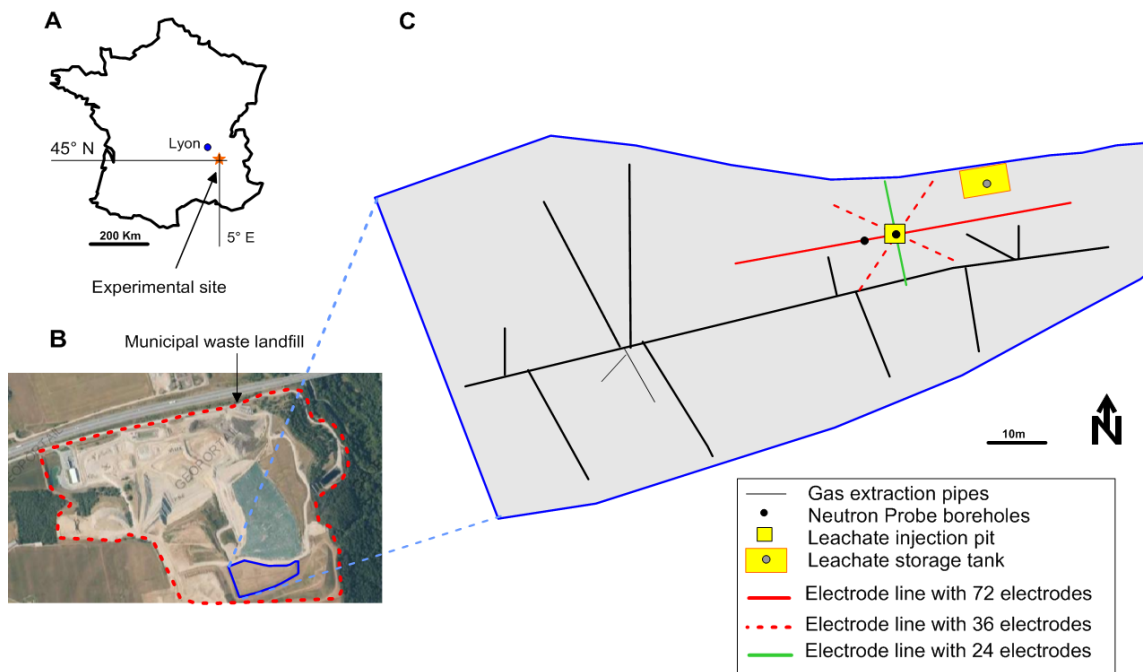 A
45° N
Lyon
200 Km
5° E
Experimental site
B
Municipal waste landfill
C
10m
N
Gas extraction pipes
Neutron Probe boreholes
Leachate injection pit
Leachate storage tank
Electrode line with 72 electrodes
Electrode line with 36 electrodes
Electrode line with 24 electrodes